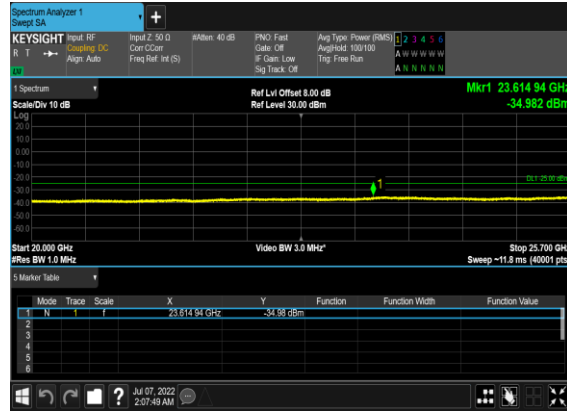 Spectrum Analyzer 1
Swept SA
+
KEYSIGHT Input: RF Input Z: 50 Ω #Atten: 40 dB PNO: Fast Avg Type: Power (RMS) 1 2 3 4 5 6
R T Coupling: DC Corr CCorr Gate: Off Avg|Hold: 100/100 A W W W W W
Align: Auto Freq Ref: Int (S) IF Gain: Low Trig: Free Run
Sig Track: Off A N N N N N
1 Spectrum Ref Lvl Offset 8.00 dB Mkr1 23.614 94 GHz
Scale/Div 10 dB Ref Level 30.00 dBm -34.982 dBm
Log
20.0
10.0
0.00
-10.0
-20.0
1
DL1 -25.00 dBm
-30.0
-40.0
-50.0
-60.0
Start 20.000 GHz Video BW 3.0 MHz* Stop 25.700 GHz
#Res BW 1.0 MHz Sweep ~11.8 ms (40001 pts)
5 Marker Table
Mode Trace Scale X Y Function Function Width Function Value
1 N 1 f 23.614 94 GHz -34.98 dBm
2
3
4
5
6
? Jul 07, 2022
2:07:49 AM